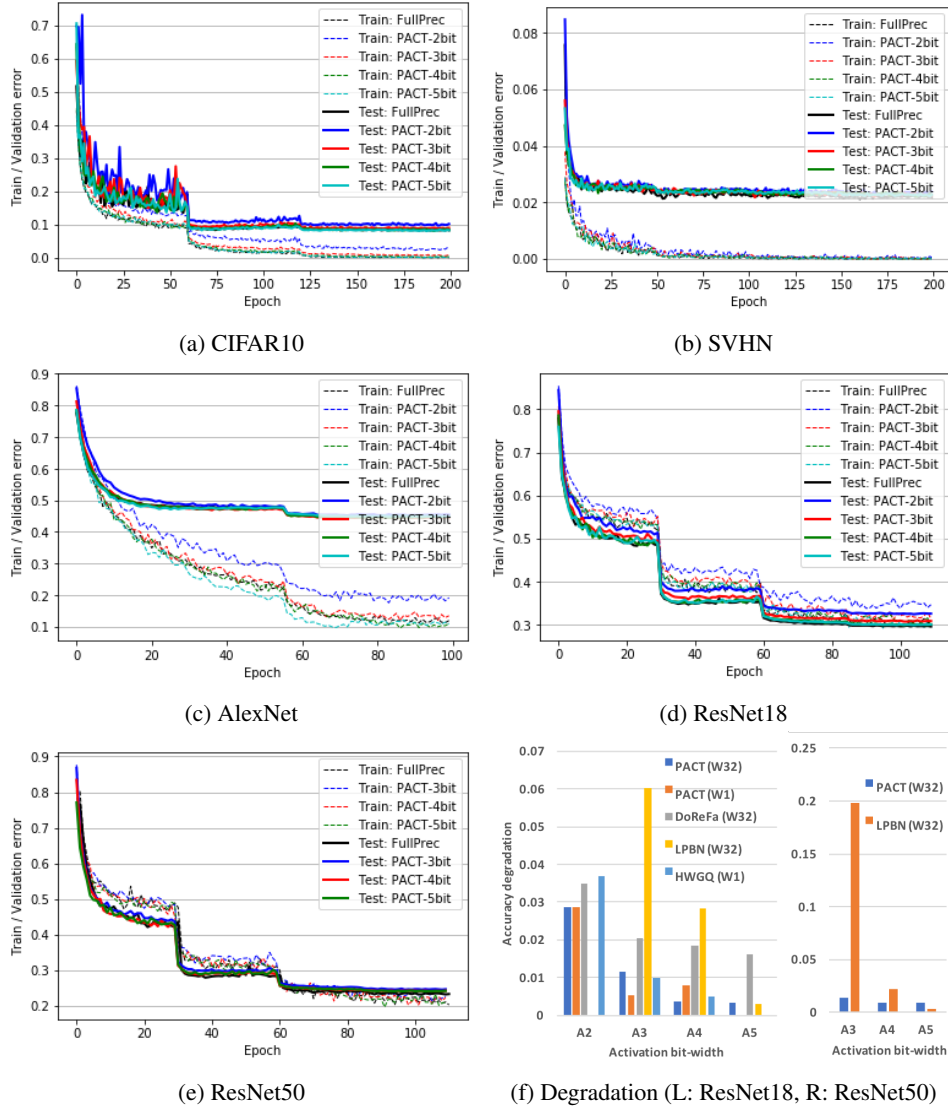 Train / Validation error
0.7
0.6
0.5
0.4
0.3
0.2
0.1
0.0
0 25 50 75 100 125 150 175 200
Epoch
Train: FullPrec
Train: PACT-2bit
Train: PACT-3bit
Train: PACT-4bit
Train: PACT-5bit
Test: FullPrec
Test: PACT-2bit
Test: PACT-3bit
Test: PACT-4bit
Test: PACT-5bit
(a) CIFAR10
Train / Validation error
0.08
0.06
0.04
0.02
0.00
0 25 50 75 100 125 150 175 200
Epoch
Train: FullPrec
Train: PACT-2bit
Train: PACT-3bit
Train: PACT-4bit
Train: PACT-5bit
Test: FullPrec
Test: PACT-2bit
Test: PACT-3bit
Test: PACT-4bit
Test: PACT-5bit
(b) SVHN
Train / Validation error
0.9
0.8
0.7
0.6
0.5
0.4
0.3
0.2
0.1
0 20 40 60 80 100
Epoch
Train: FullPrec
Train: PACT-2bit
Train: PACT-3bit
Train: PACT-4bit
Train: PACT-5bit
Test: FullPrec
Test: PACT-2bit
Test: PACT-3bit
Test: PACT-4bit
Test: PACT-5bit
(c) AlexNet
Train / Validation error
0.8
0.7
0.6
0.5
0.4
0.3
0 20 40 60 80 100
Epoch
Train: FullPrec
Train: PACT-2bit
Train: PACT-3bit
Train: PACT-4bit
Train: PACT-5bit
Test: FullPrec
Test: PACT-2bit
Test: PACT-3bit
Test: PACT-4bit
Test: PACT-5bit
(d) ResNet18
Train / Validation error
0.9
0.8
0.7
0.6
0.5
0.4
0.3
0.2
0 20 40 60 80 100
Epoch
Train: FullPrec
Train: PACT-3bit
Train: PACT-4bit
Train: PACT-5bit
Test: FullPrec
Test: PACT-3bit
Test: PACT-4bit
Test: PACT-5bit
(e) ResNet50
Accuracy degradation
0.07
0.06
0.05
0.04
0.03
0.02
0.01
0
A2 A3 A4 A5
Activation bit-width
PACT (W32)
PACT (W1)
DoReFa (W32)
LPBN (W32)
HWGQ (W1)
0.25
0.2
0.15
0.1
0.05
0
A3 A4 A5
Activation bit-width
PACT (W32)
LPBN (W32)
(f) Degradation (L: ResNet18, R: ResNet50)